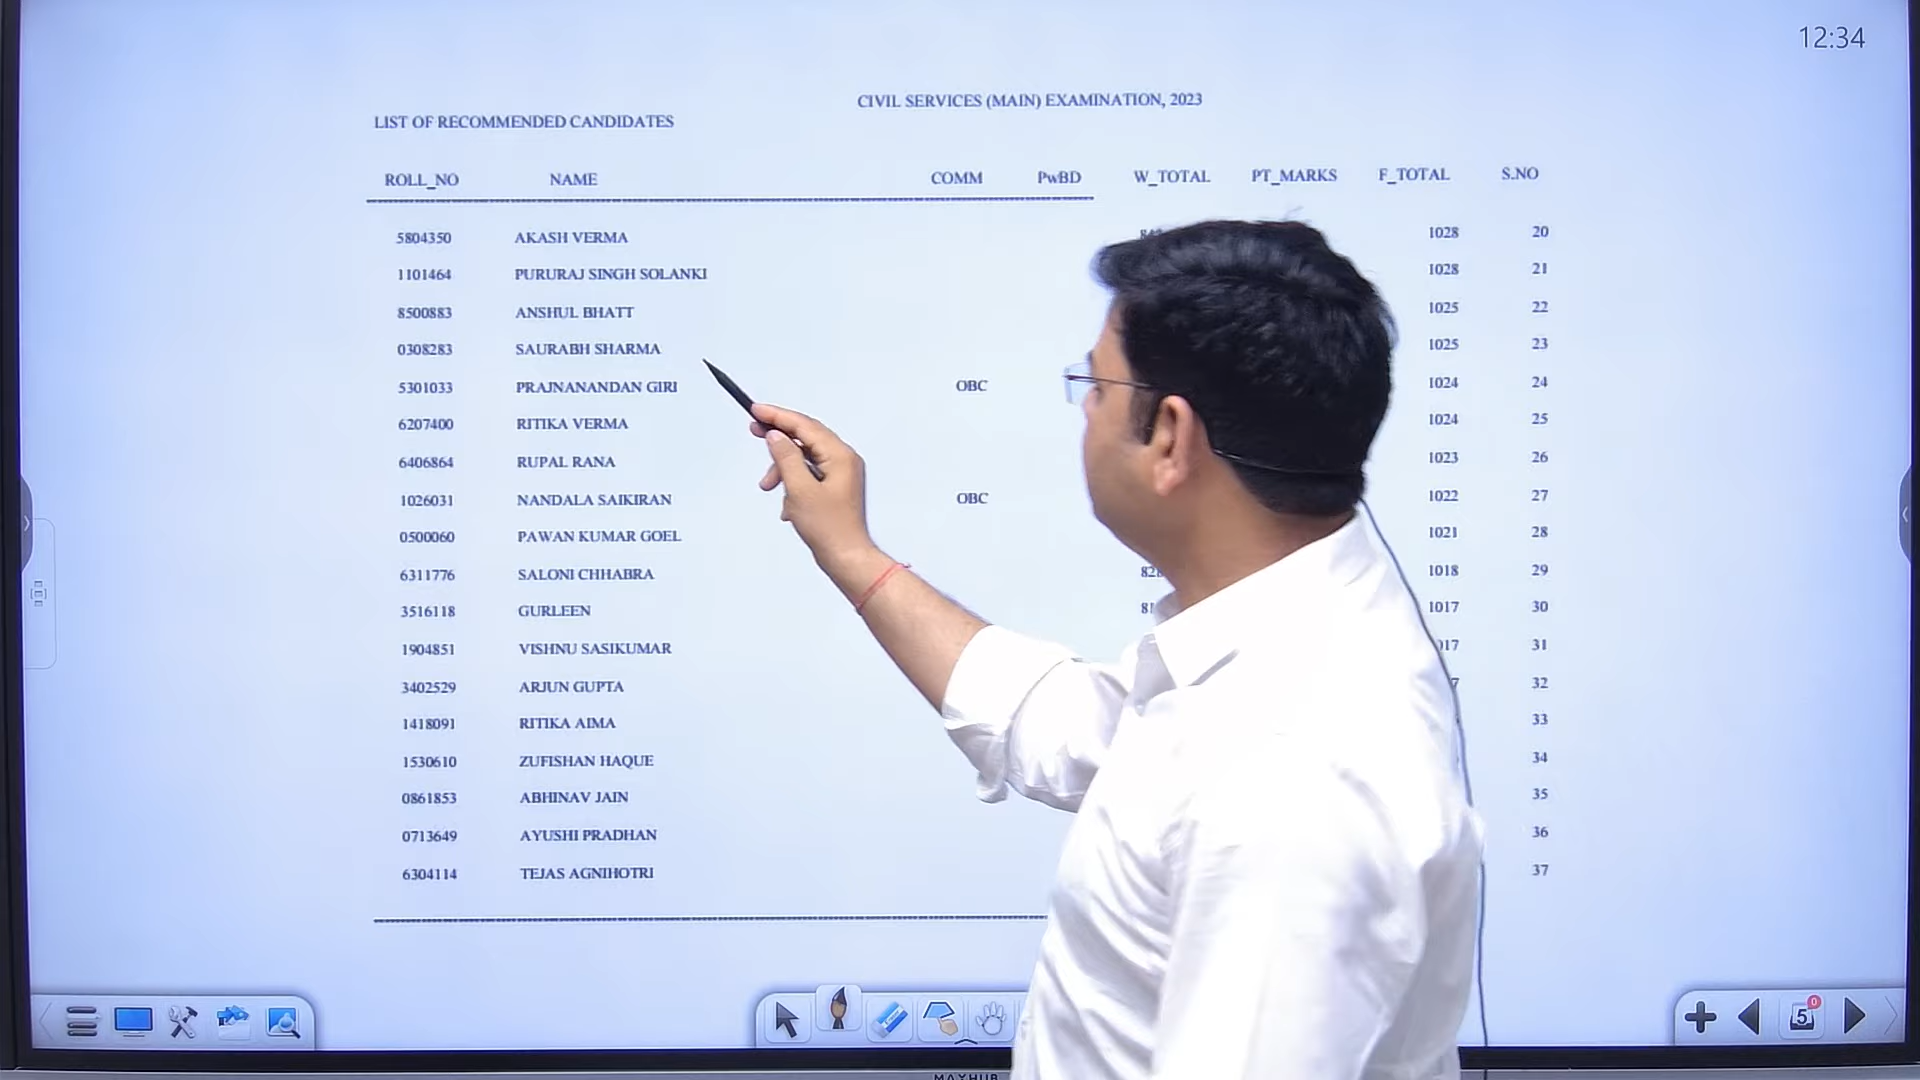 12:34
CIVIL SERVICES (MAIN) EXAMINATION, 2023
LIST OF RECOMMENDED CANDIDATES
ROLL_NO NAME COMM PwBD W_TOTAL PT_MARKS F_TOTAL S.NO
5804350 AKASH VERMA 1028 20
1101464 PURURAJ SINGH SOLANKI 1028 21
8500883 ANSHUL BHATT 1025 22
0308283 SAURABH SHARMA 1025 23
5301033 PRAJNANANDAN GIRI OBC 1024 24
6207400 RITIKA VERMA 1024 25
6406864 RUPAL RANA 1023 26
1026031 NANDALA SAIKIRAN OBC 1022 27
0500060 PAWAN KUMAR GOEL 1021 28
6311776 SALONI CHHABRA 1018 29
3516118 GURLEEN 1017 30
1904851 VISHNU SASIKUMAR 31
3402529 ARJUN GUPTA 32
1418091 RITIKA AIMA 33
1530610 ZUFISHAN HAQUE 34
0861853 ABHINAV JAIN 35
0713649 AYUSHI PRADHAN 36
6304114 TEJAS AGNIHOTRI 37
0
5
MAXHUB